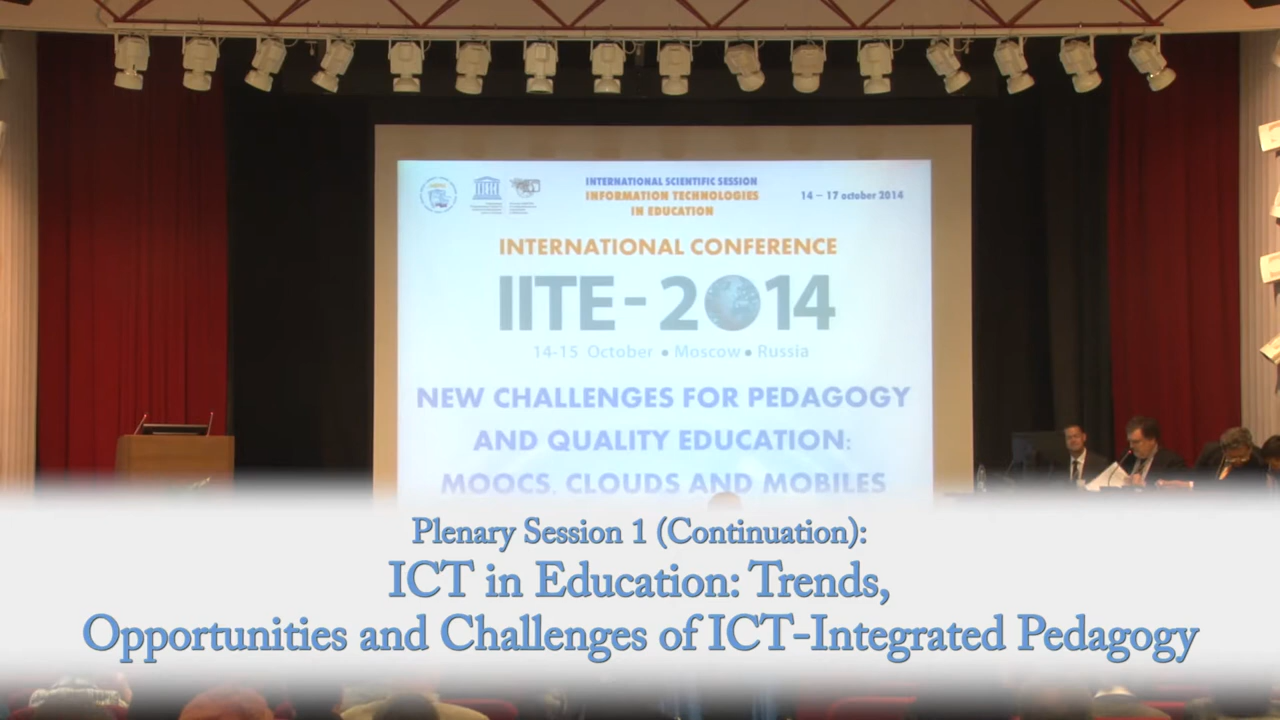 INTERNATIONAL SCIENTIFIC SESSION
INFORMATION TECHNOLOGIES
IN EDUCATION
14 – 17 october 2014
INTERNATIONAL CONFERENCE
IITE - 2014
14-15 October • Moscow • Russia
NEW CHALLENGES FOR PEDAGOGY
AND QUALITY EDUCATION:
MOOCS, CLOUDS AND MOBILES
Plenary Session 1 (Continuation):
ICT in Education: Trends,
Opportunities and Challenges of ICT-Integrated Pedagogy